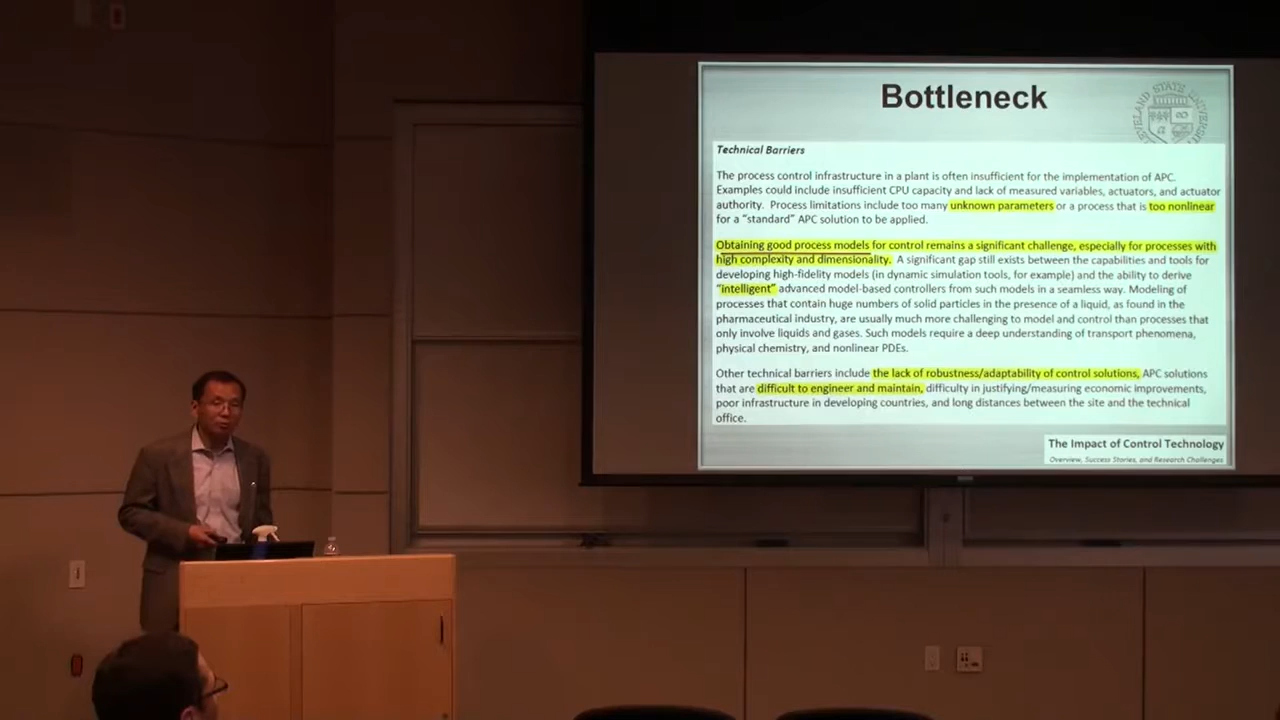 Bottleneck
CLEVELAND STATE UNIVERSITY
Technical Barriers
The process control infrastructure in a plant is often insufficient for the implementation of APC.
Examples could include insufficient CPU capacity and lack of measured variables, actuators, and actuator
authority. Process limitations include too many unknown parameters or a process that is too nonlinear
for a "standard" APC solution to be applied.
Obtaining good process models for control remains a significant challenge, especially for processes with
high complexity and dimensionality. A significant gap still exists between the capabilities and tools for
developing high-fidelity models (in dynamic simulation tools, for example) and the ability to derive
"intelligent" advanced model-based controllers from such models in a seamless way. Modeling of
processes that contain huge numbers of solid particles in the presence of a liquid, as found in the
pharmaceutical industry, are usually much more challenging to model and control than processes that
only involve liquids and gases. Such models require a deep understanding of transport phenomena,
physical chemistry, and nonlinear PDEs.
Other technical barriers include the lack of robustness/adaptability of control solutions, APC solutions
that are difficult to engineer and maintain, difficulty in justifying/measuring economic improvements,
poor infrastructure in developing countries, and long distances between the site and the technical
office.
The Impact of Control Technology
Overview, Success Stories, and Research Challenges